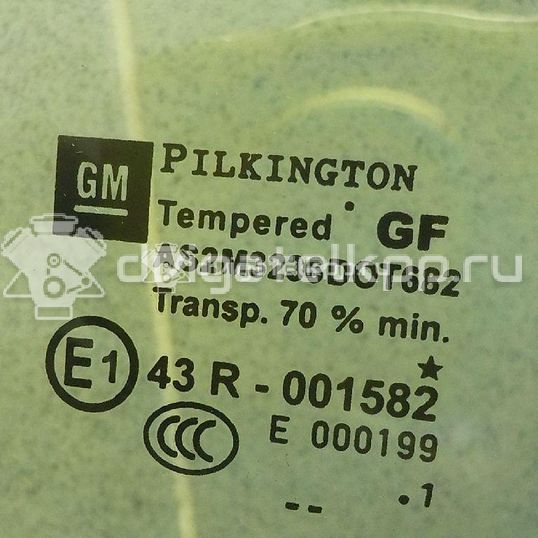 GM
PILKINGTON
Tempered GF
Transp. 70 % min.
E1 43 R - 001582
CCC E 000199
-- .1